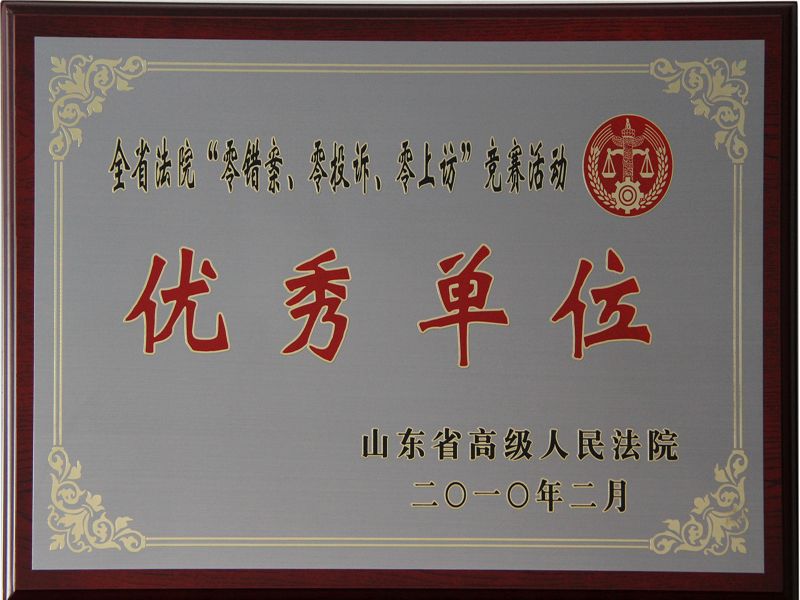 全省法院“零错案、零投诉、零上访”竞赛活动
优秀单位
山东省高级人民法院
二〇一〇年二月